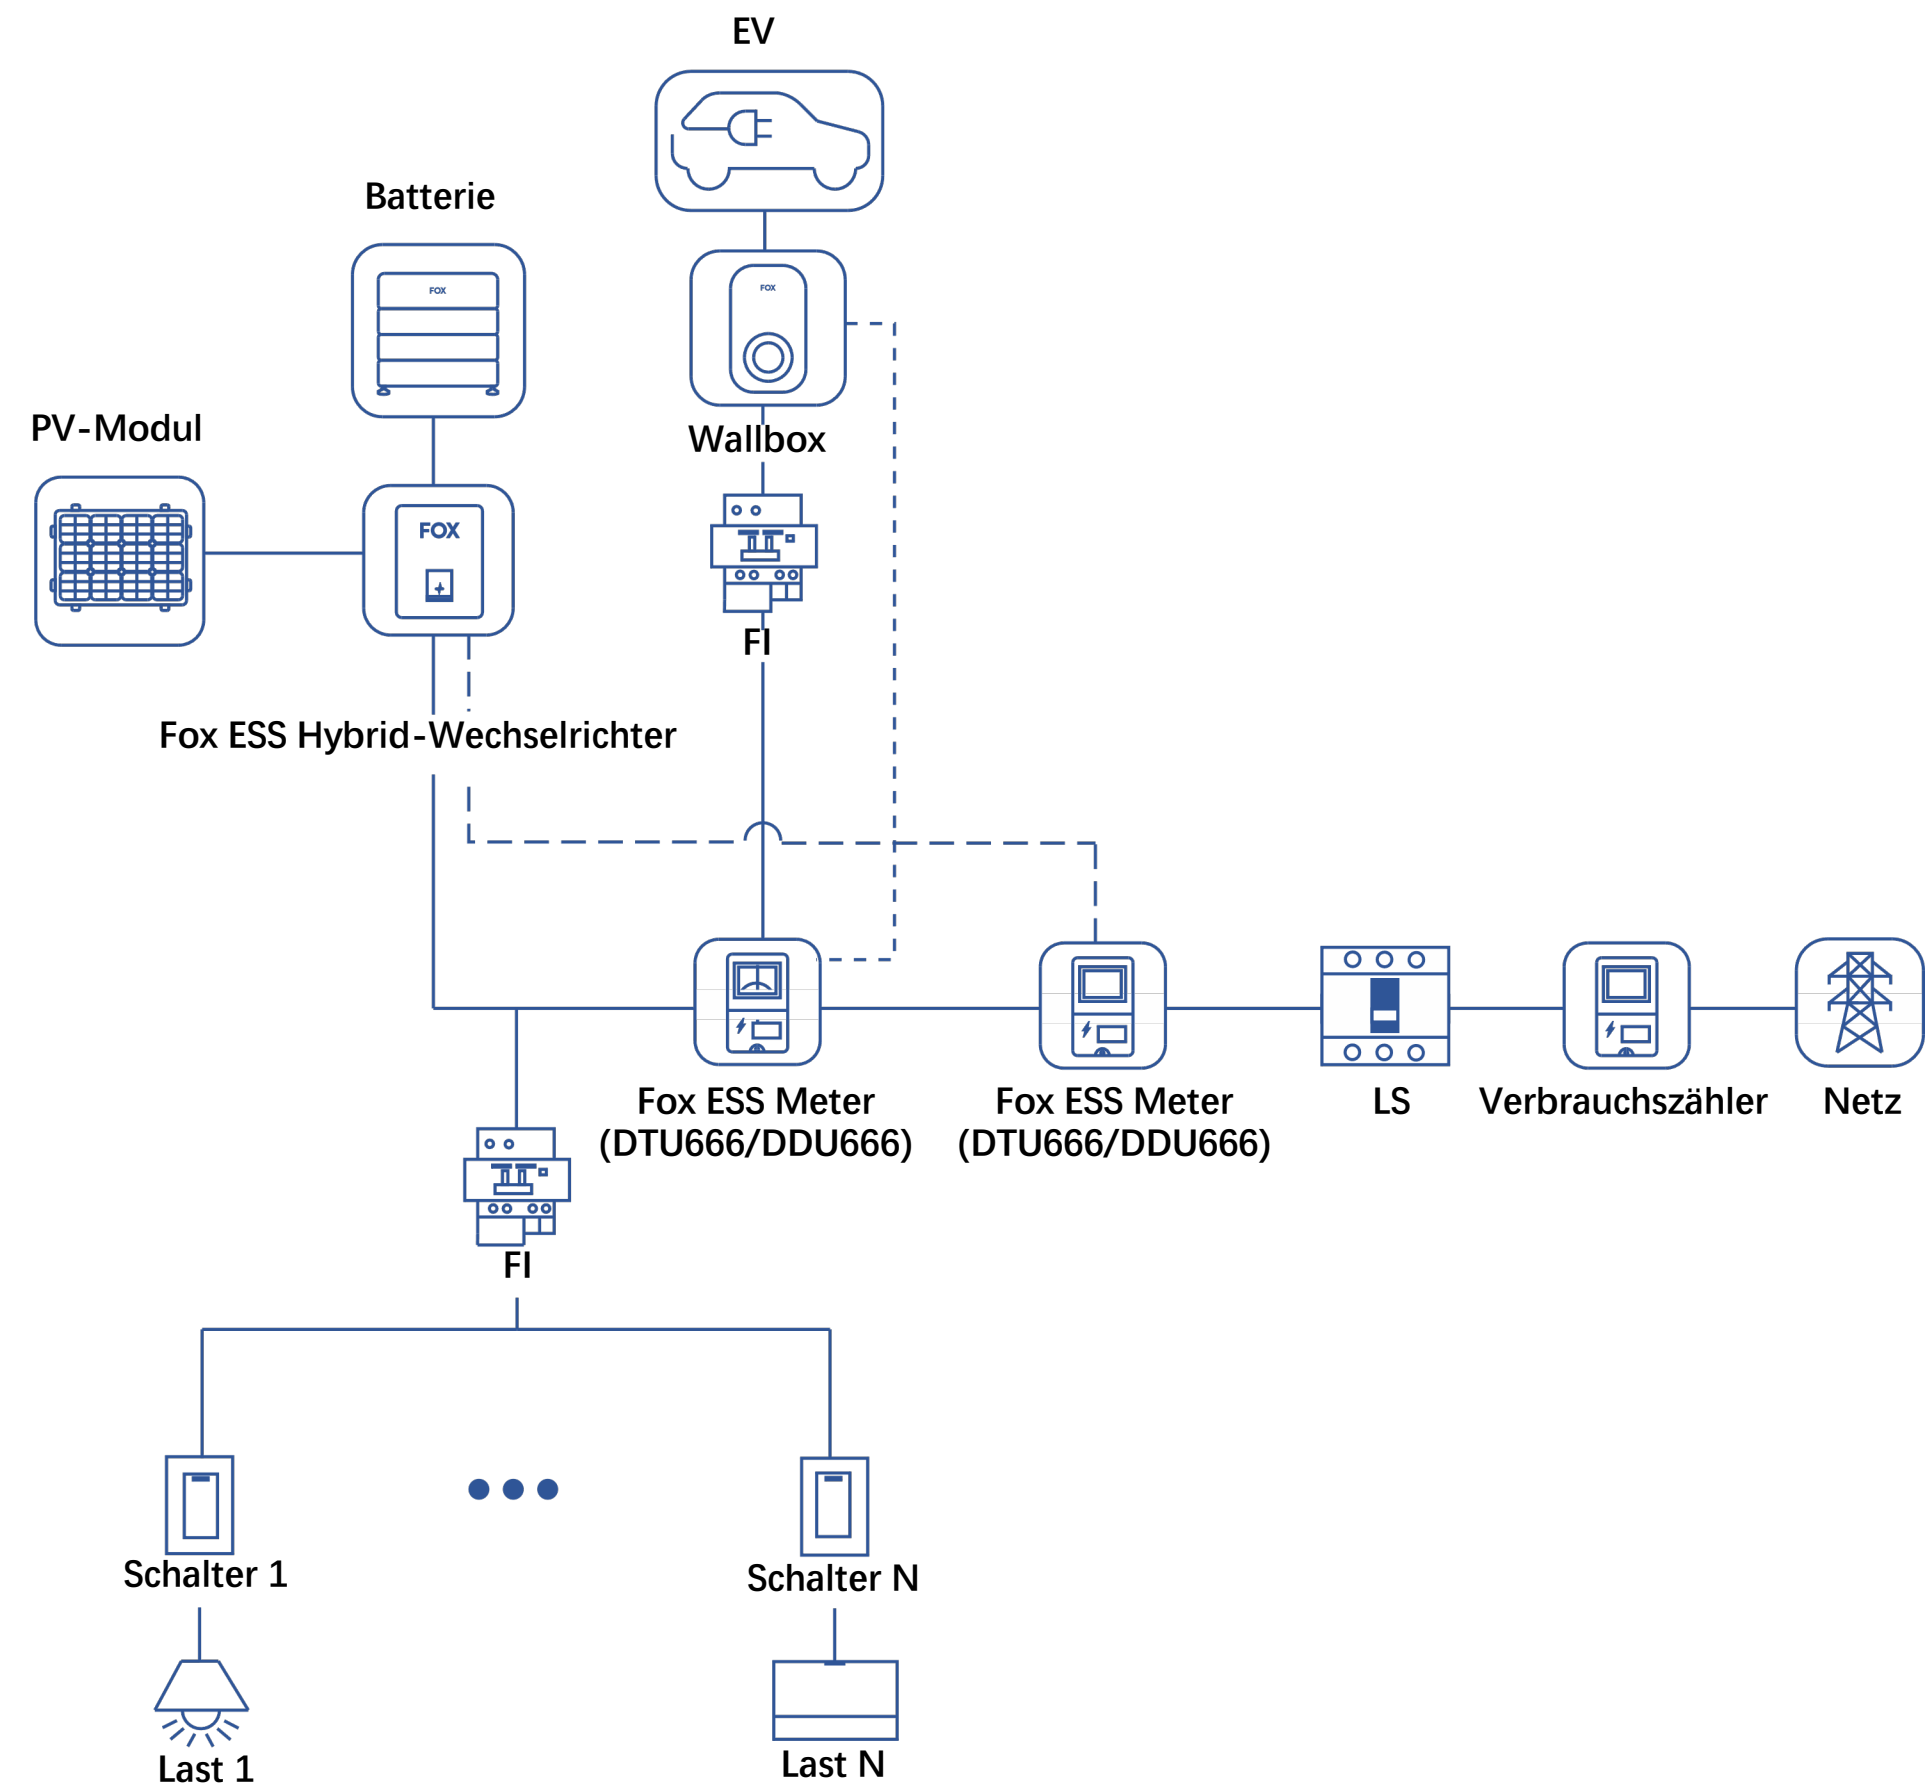 EV
Batterie
FOX
FOX
PV-Modul
Wallbox
FOX
FI
Fox ESS Hybrid-Wechselrichter
Fox ESS Meter
(DTU666/DDU666)
Fox ESS Meter
(DTU666/DDU666)
LS
Verbrauchszähler
Netz
FI
Schalter 1
Schalter N
Last 1
Last N